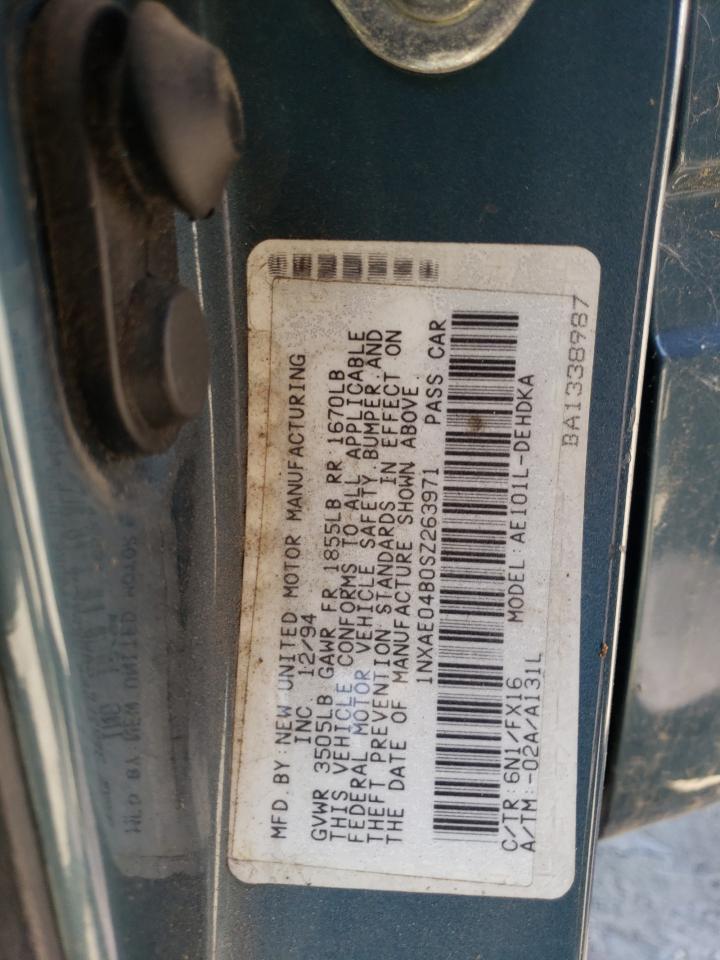 MFD. BY: NEW UNITED MOTOR MANUFACTURING
INC. 12/94
GVWR 3505LB GAWR FR 1855LB RR 1670LB
THIS VEHICLE CONFORMS TO ALL APPLICABLE
FEDERAL MOTOR VEHICLE SAFETY, BUMPER AND
THEFT PREVENTION STANDARDS IN EFFECT ON
THE DATE OF MANUFACTURE SHOWN ABOVE.
1NXAE04B0SZ263971 PASS CAR
C/TR:6N1/FX16 MODEL:AE101L-DEHDKA
A/TM:-02A/A131L
BA1338987